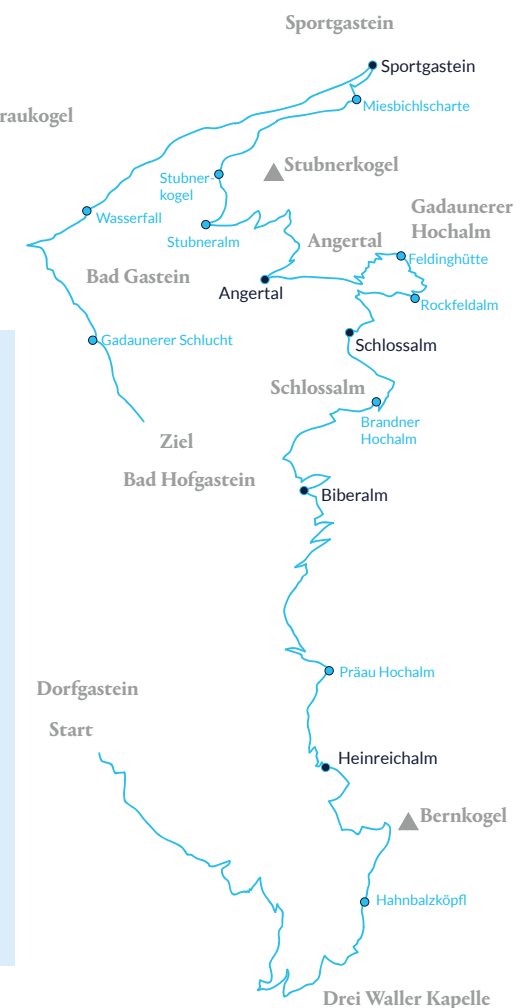 Sportgastein
Sportgastein
Miesbichlscharte
raukogel
Stubnerkogel
Stubner-
kogel
Wasserfall
Gadaunerer
Hochalm
Stubneralm
Angertal
Feldinghütte
Bad Gastein
Angertal
Rockfeldalm
Gadaunerer Schlucht
Schlossalm
Schlossalm
Brandner
Hochalm
Ziel
Bad Hofgastein
Biberalm
Präau Hochalm
Dorfgastein
Start
Heinreichalm
Bernkogel
Hahnbalzköpfl
Drei Waller Kapelle